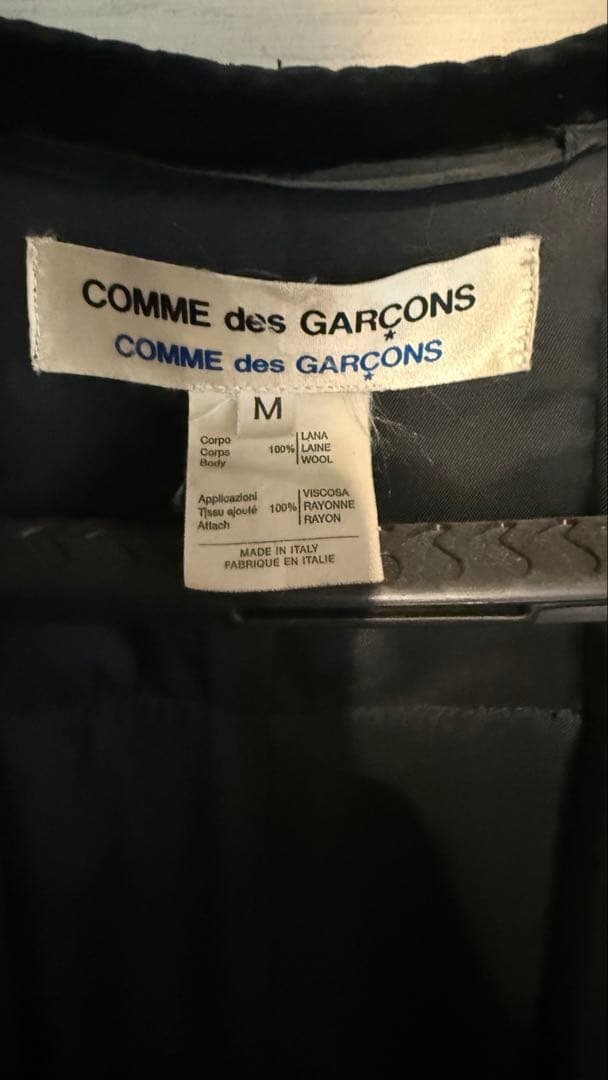 COMME des GARÇONS
COMME des GARÇONS
M
Corpo
Corps
Body
100%
LANA
LAINE
WOOL
Applicazioni
Tissu ajouté
Attach
100%
VISCOSA
RAYONNE
RAYON
MADE IN ITALY
FABRIQUE EN ITALIE